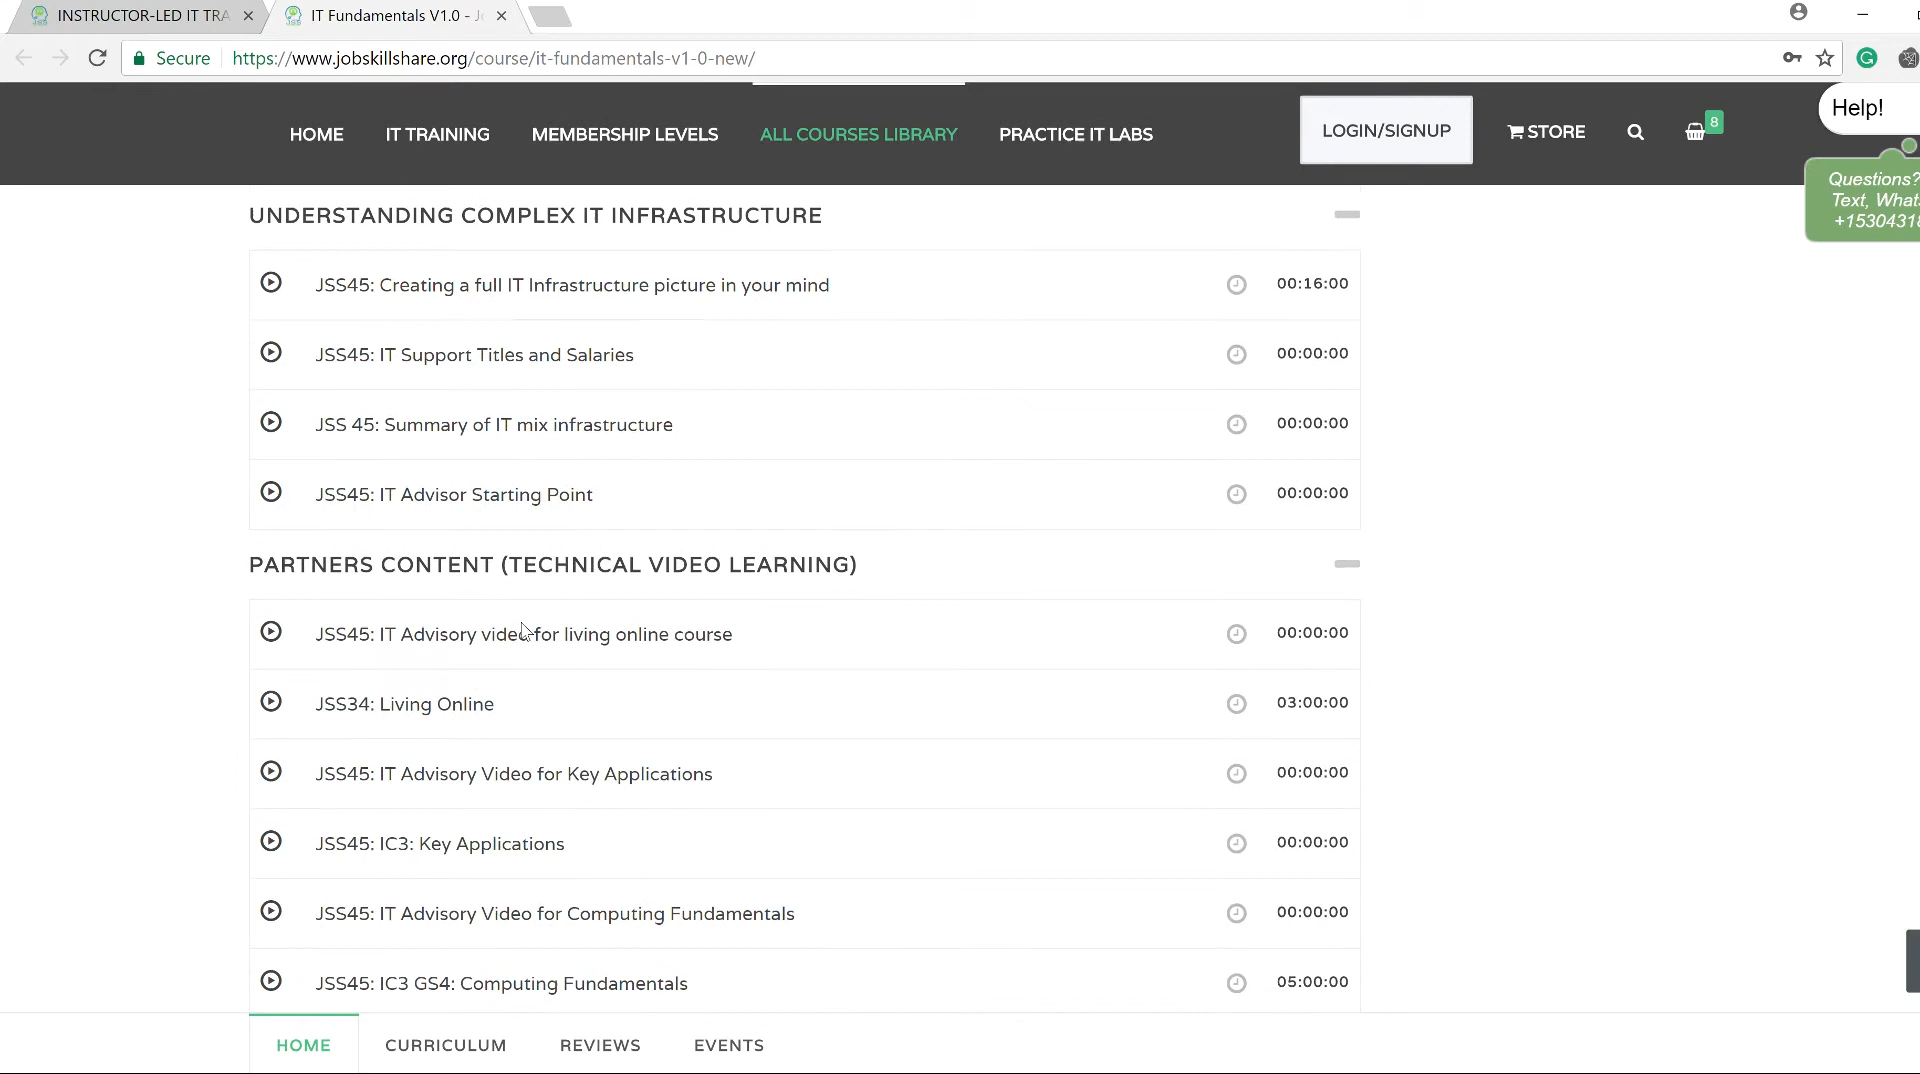 INSTRUCTOR-LED IT TRA
IT Fundamentals V1.0 - J
Secure
https://www.jobskillshare.org/course/it-fundamentals-v1-0-new/
HOME
IT TRAINING
MEMBERSHIP LEVELS
ALL COURSES LIBRARY
PRACTICE IT LABS
LOGIN/SIGNUP
STORE
8
Help!
Questions?
Text, Whats
+15304318
UNDERSTANDING COMPLEX IT INFRASTRUCTURE
JSS45: Creating a full IT Infrastructure picture in your mind 00:16:00
JSS45: IT Support Titles and Salaries 00:00:00
JSS 45: Summary of IT mix infrastructure 00:00:00
JSS45: IT Advisor Starting Point 00:00:00
PARTNERS CONTENT (TECHNICAL VIDEO LEARNING)
JSS45: IT Advisory video for living online course 00:00:00
JSS34: Living Online 03:00:00
JSS45: IT Advisory Video for Key Applications 00:00:00
JSS45: IC3: Key Applications 00:00:00
JSS45: IT Advisory Video for Computing Fundamentals 00:00:00
JSS45: IC3 GS4: Computing Fundamentals 05:00:00
HOME
CURRICULUM
REVIEWS
EVENTS